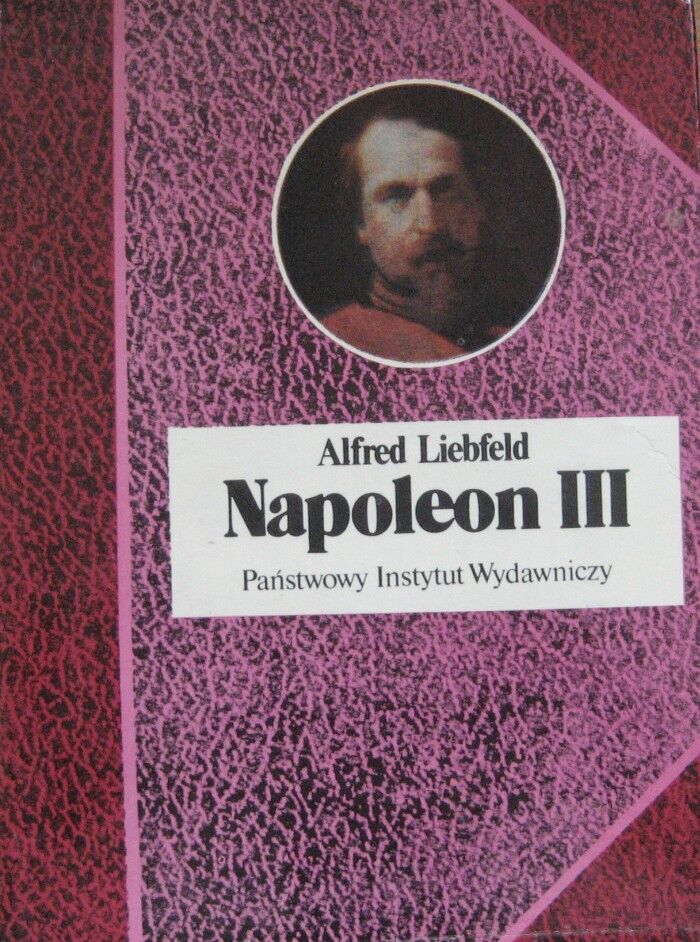 Alfred Liebfeld
Napoleon III
Państwowy Instytut Wydawniczy